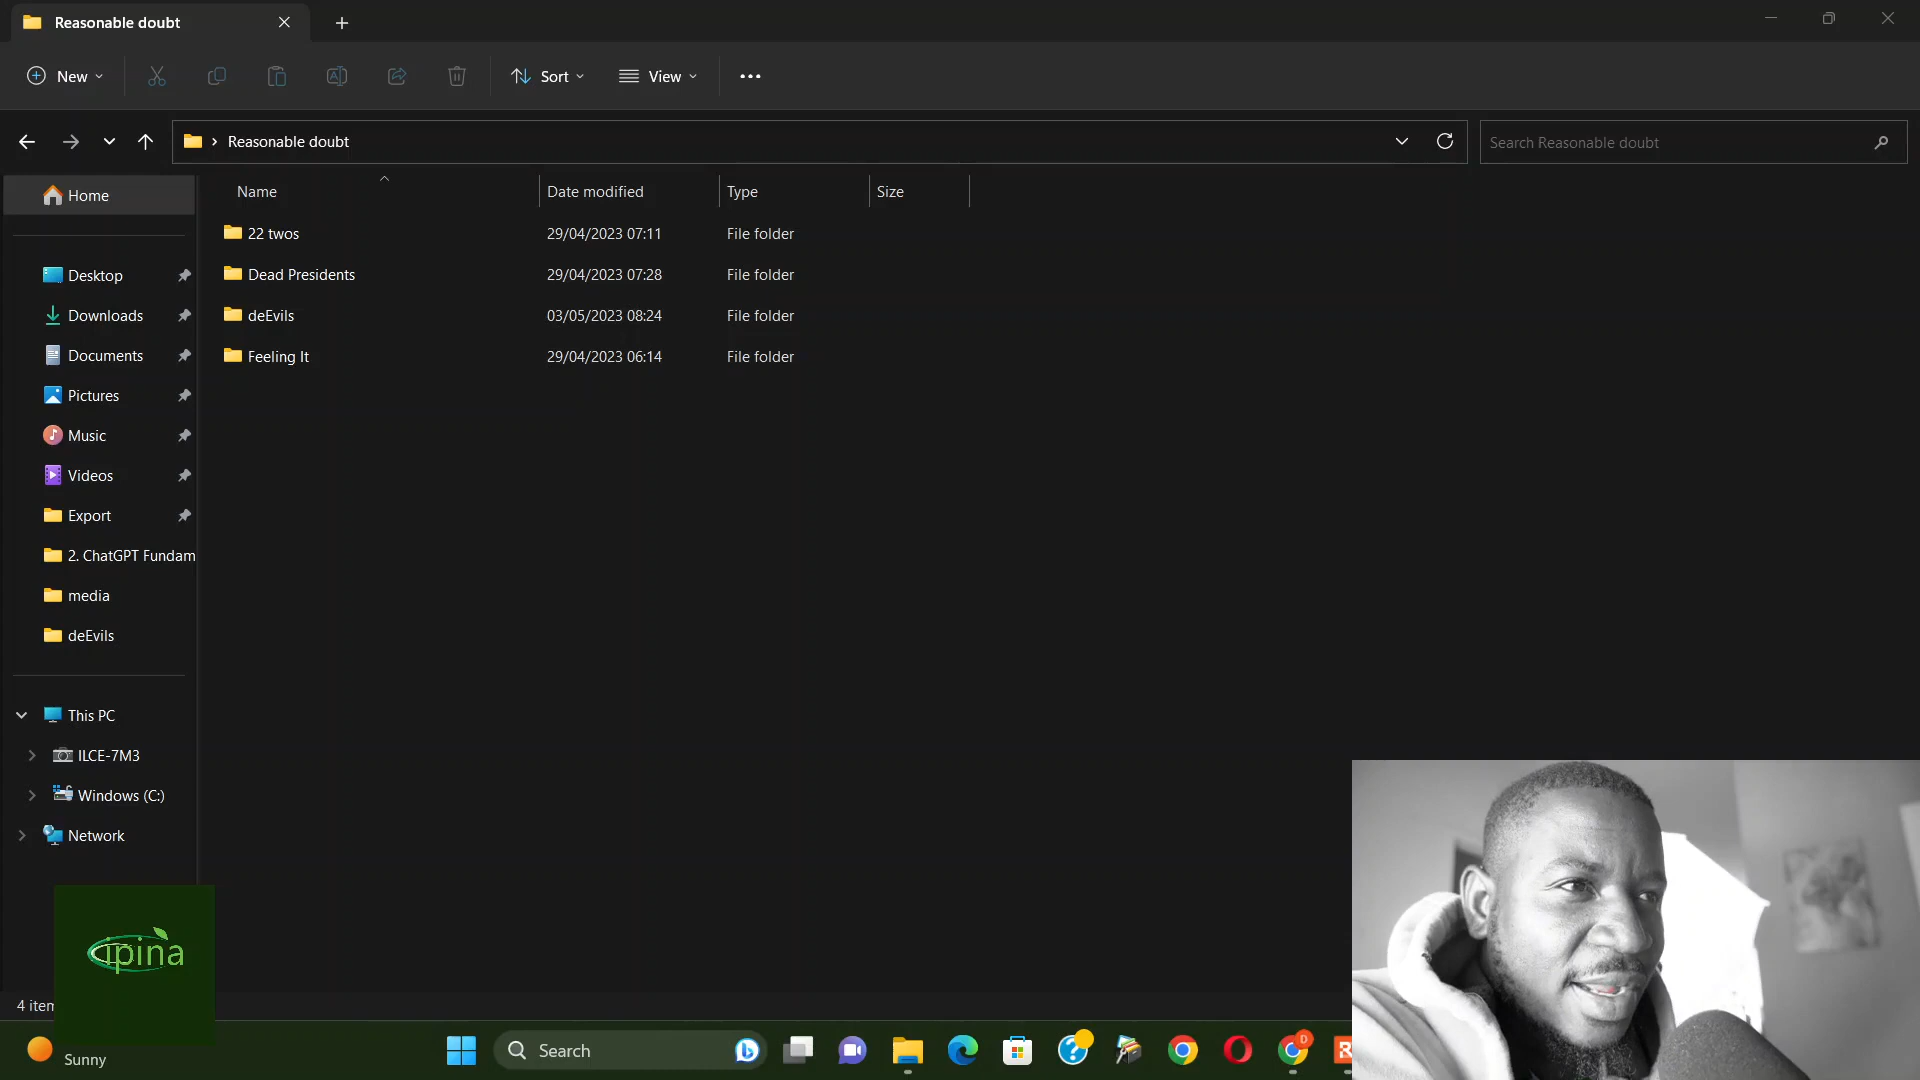 Reasonable doubt
New
Sort
View
Reasonable doubt
Search Reasonable doubt
Home
Name
Date modified
Type
Size
22 twos
29/04/2023 07:11
File folder
Dead Presidents
29/04/2023 07:28
File folder
deEvils
03/05/2023 08:24
File folder
Feeling It
29/04/2023 06:14
File folder
Desktop
Downloads
Documents
Pictures
Music
Videos
Export
2. ChatGPT Fundam
media
deEvils
This PC
ILCE-7M3
Windows (C:)
Network
ipina
4 item
Sunny
Search
D
R